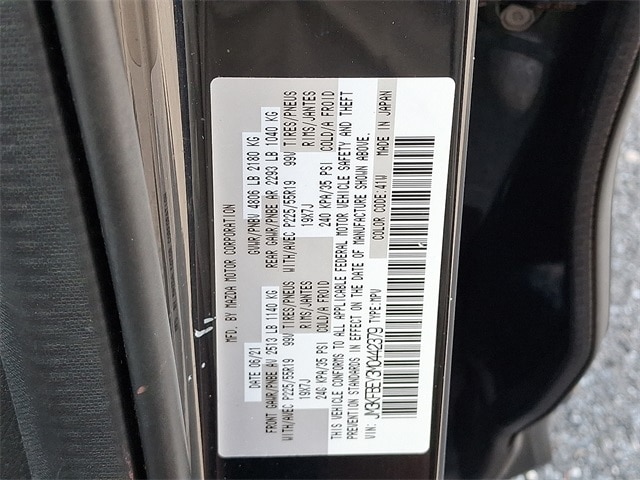 MFD. BY MAZDA MOTOR CORPORATION
DATE 06/21 GVWR/PNBV 4806 LB 2180 KG
FRONT GAWR/PNBE AV 2513 LB 1140 KG REAR GAWR/PNBE AR 2293 LB 1040 KG
WITH/AVEC P225/55R19 99V TIRES/PNEUS WITH/AVEC P225/55R19 99V TIRES/PNEUS
19X7J RIMS/JANTES 19X7J RIMS/JANTES
240 KPA/35 PSI COLD/A FROID 240 KPA/35 PSI COLD/A FROID
THIS VEHICLE CONFORMS TO ALL APPLICABLE FEDERAL MOTOR VEHICLE SAFETY AND THEFT
PREVENTION STANDARDS IN EFFECT ON THE DATE OF MANUFACTURE SHOWN ABOVE.
VIN: TYPE:MPV COLOR CODE:41W MADE IN JAPAN